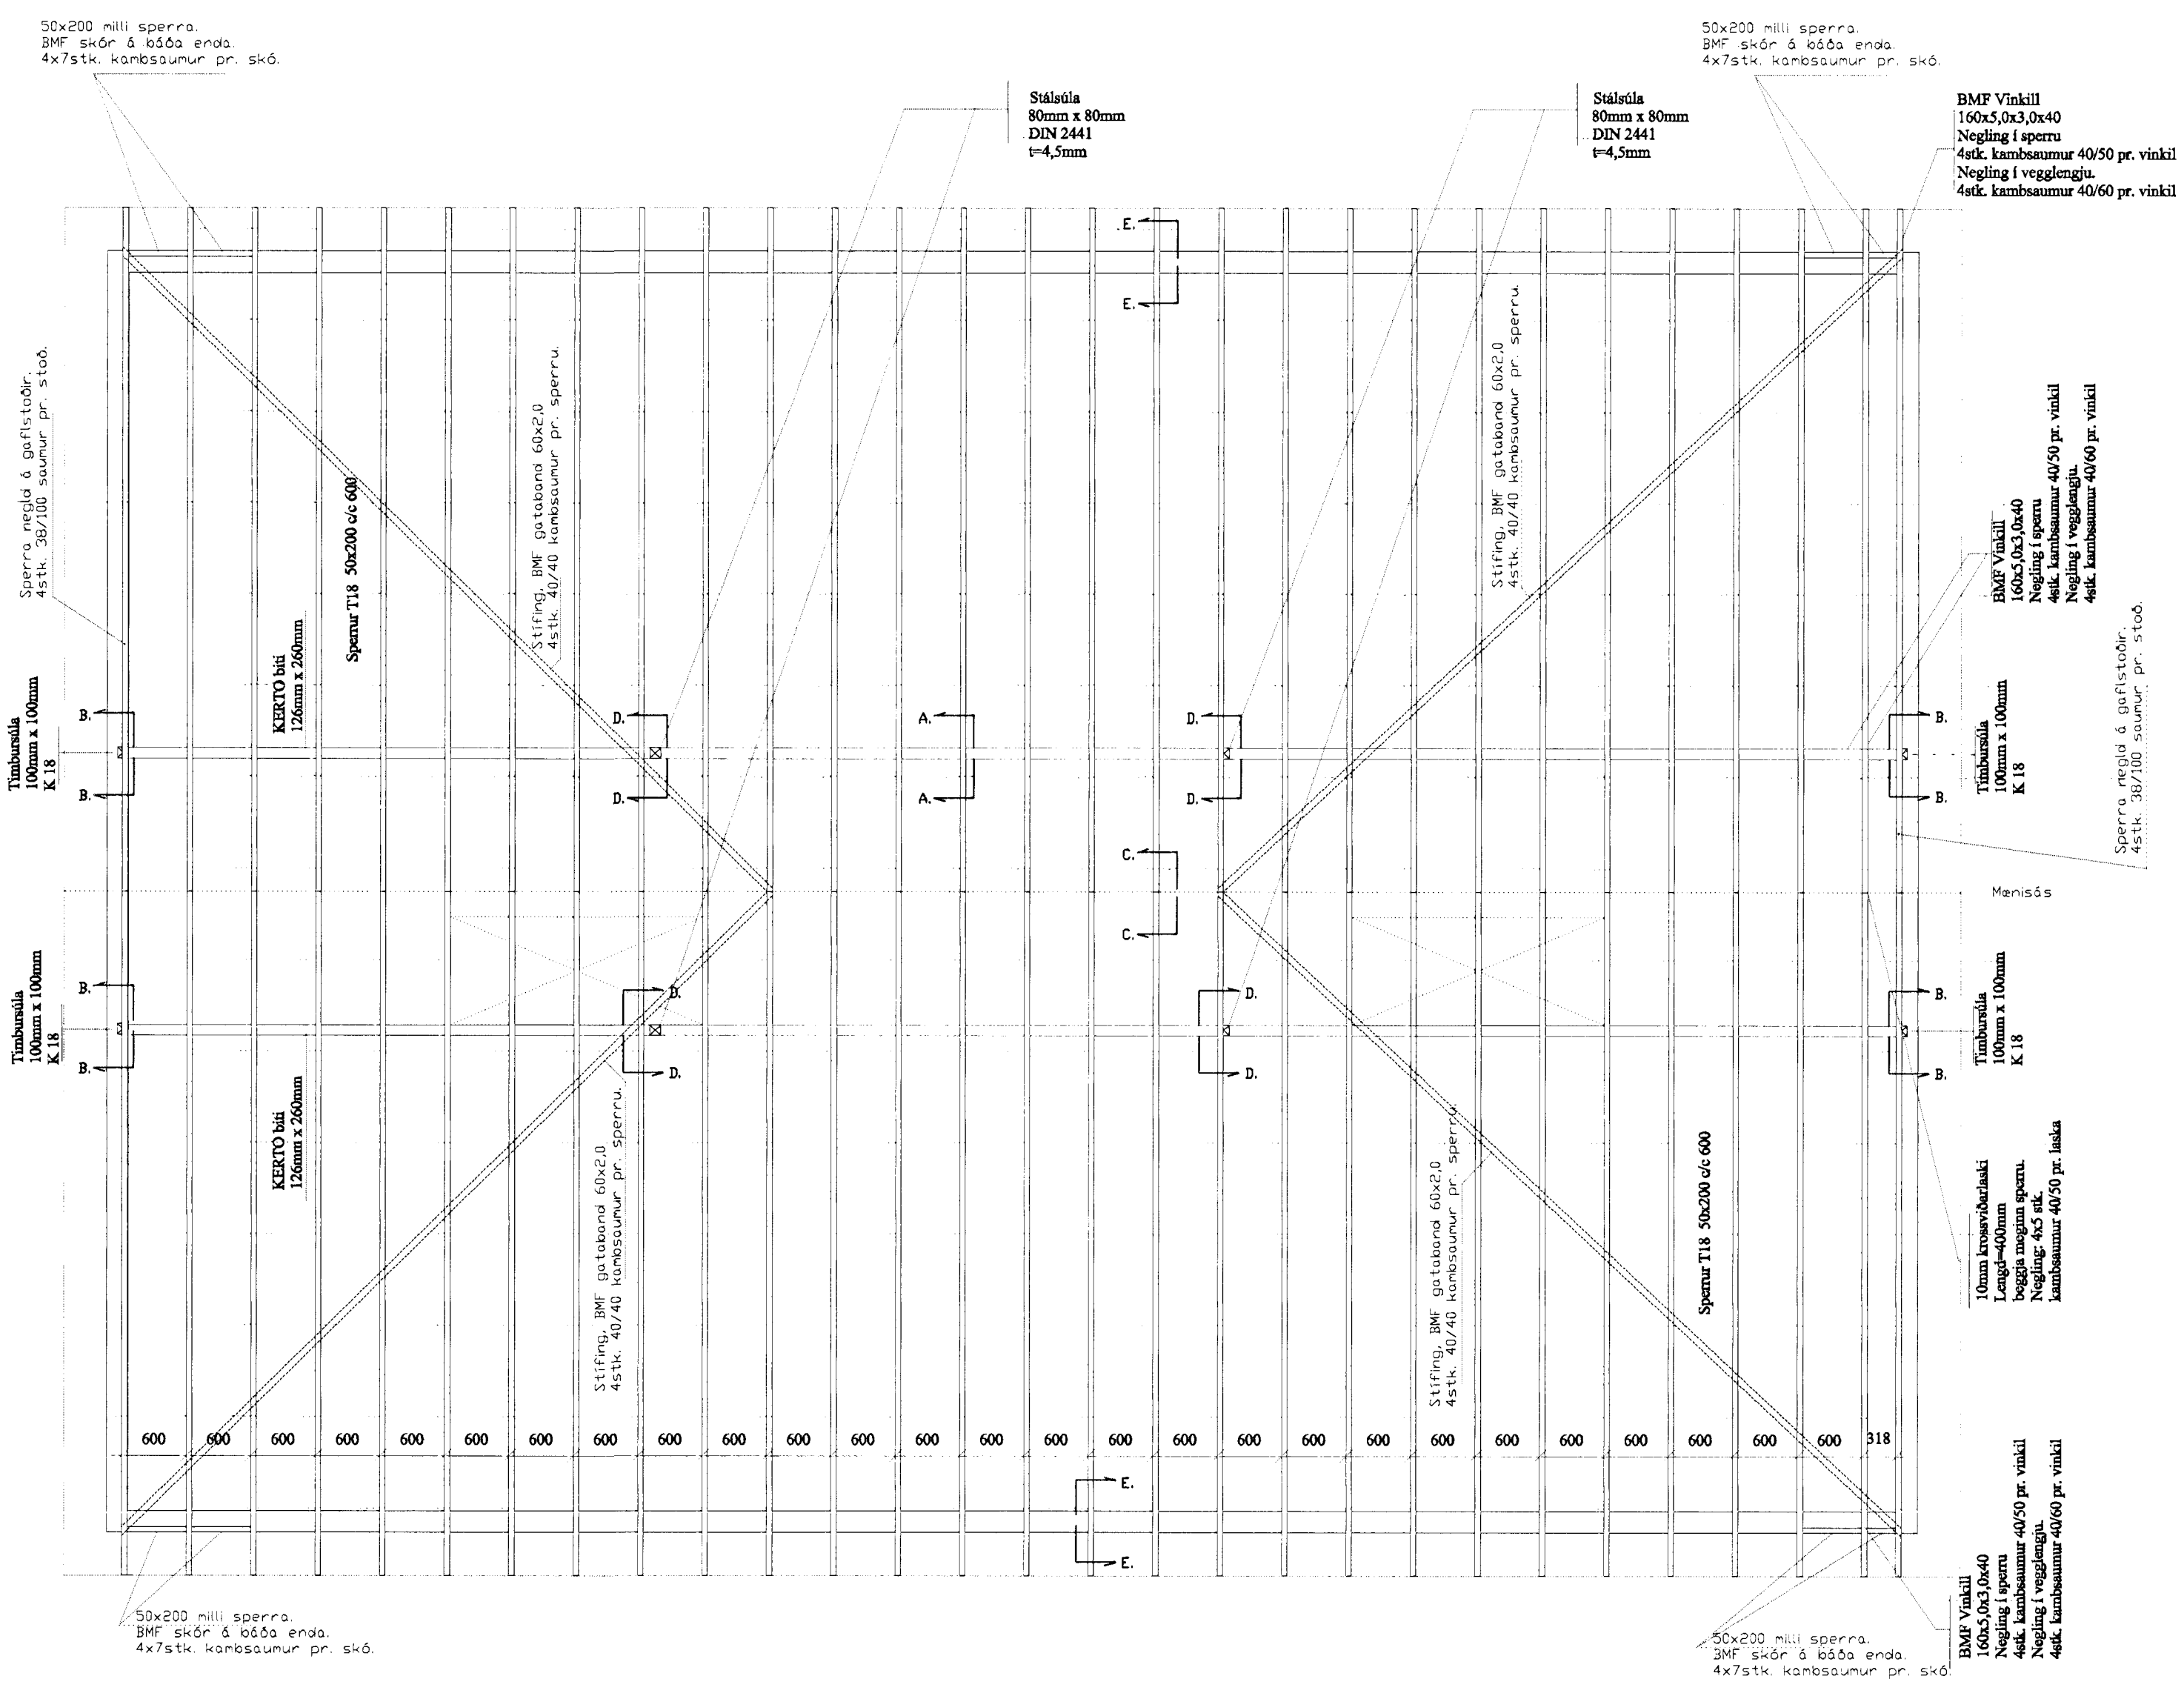 50x200 milli sperra.
BMF skór á báða enda.
4x7stk. kambsaumur pr. skó.
Stálsúla
80mm x 80mm
DIN 2441
t=4,5mm
Stálsúla
80mm x 80mm
DIN 2441
t=4,5mm
50x200 milli sperra.
BMF skór á báða enda.
4x7stk. kambsaumur pr. skó.
BMF Vinkill
160x5,0x3,0x40
Negling í sperru
4stk. kambsaumur 40/50 pr. vinkil
Negling í vegglengju.
4stk. kambsaumur 40/60 pr. vinkil
E.
E.
Sperra negld á gaflstoðir.
4stk. 38/100 saumur pr. stoð.
Sperrur T18 50x200 c/c 600
Stífing, BMF gataband 60x2,0
4stk. 40/40 kambsaumur pr. sperru.
Stífing, BMF gataband 60x2,0
4stk. 40/40 kambsaumur pr. sperru.
BMF Vinkill
160x5,0x3,0x40
Negling í sperru
4stk. kambsaumur 40/50 pr. vinkil
Negling í vegglengju.
4stk. kambsaumur 40/60 pr. vinkil
KERTO biti
126mm x 260mm
Timbursúla
100mm x 100mm
K 18
B.
B.
D.
D.
A.
A.
D.
D.
B.
B.
Timbursúla
100mm x 100mm
K 18
Sperra negld á gaflstoðir.
4stk. 38/100 saumur pr. stoð.
C.
C.
Mænisás
Timbursúla
100mm x 100mm
K 18
B.
B.
D.
D.
D.
D.
B.
B.
Timbursúla
100mm x 100mm
K 18
KERTO biti
126mm x 260mm
Stífing, BMF gataband 60x2,0
4stk. 40/40 kambsaumur pr. sperru.
Stífing, BMF gataband 60x2,0
4stk. 40/40 kambsaumur pr. sperru.
Sperrur T18 50x200 c/c 600
10mm krossviðarlaski
Lengd=400mm
beggja meginn sperru.
Negling: 4x5 stk.
kambsaumur 40/50 pr. laska
600 600 600 600 600 600 600 600 600 600 600 600 600 600 600 600 600 600 600 600 600 600 600 600 600 600 600 318
E.
E.
50x200 milli sperra.
BMF skór á báða enda.
4x7stk. kambsaumur pr. skó.
50x200 milli sperra.
BMF skór á báða enda.
4x7stk. kambsaumur pr. skó.
BMF Vinkill
160x5,0x3,0x40
Negling í sperru
4stk. kambsaumur 40/50 pr. vinkil
Negling í vegglengju.
4stk. kambsaumur 40/60 pr. vinkil